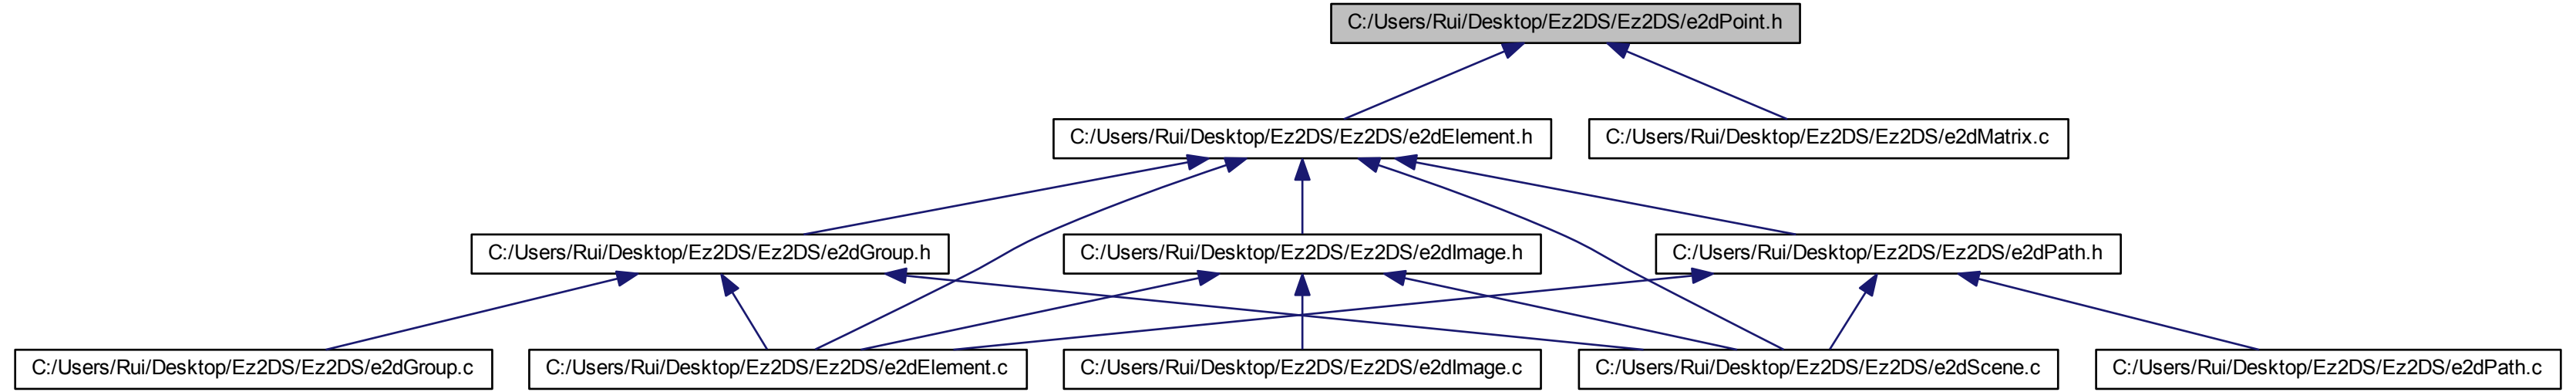 C:/Users/Rui/Desktop/Ez2DS/Ez2DS/e2dPoint.h
C:/Users/Rui/Desktop/Ez2DS/Ez2DS/e2dElement.h
C:/Users/Rui/Desktop/Ez2DS/Ez2DS/e2dMatrix.c
C:/Users/Rui/Desktop/Ez2DS/Ez2DS/e2dGroup.h
C:/Users/Rui/Desktop/Ez2DS/Ez2DS/e2dImage.h
C:/Users/Rui/Desktop/Ez2DS/Ez2DS/e2dPath.h
C:/Users/Rui/Desktop/Ez2DS/Ez2DS/e2dGroup.c
C:/Users/Rui/Desktop/Ez2DS/Ez2DS/e2dElement.c
C:/Users/Rui/Desktop/Ez2DS/Ez2DS/e2dImage.c
C:/Users/Rui/Desktop/Ez2DS/Ez2DS/e2dScene.c
C:/Users/Rui/Desktop/Ez2DS/Ez2DS/e2dPath.c